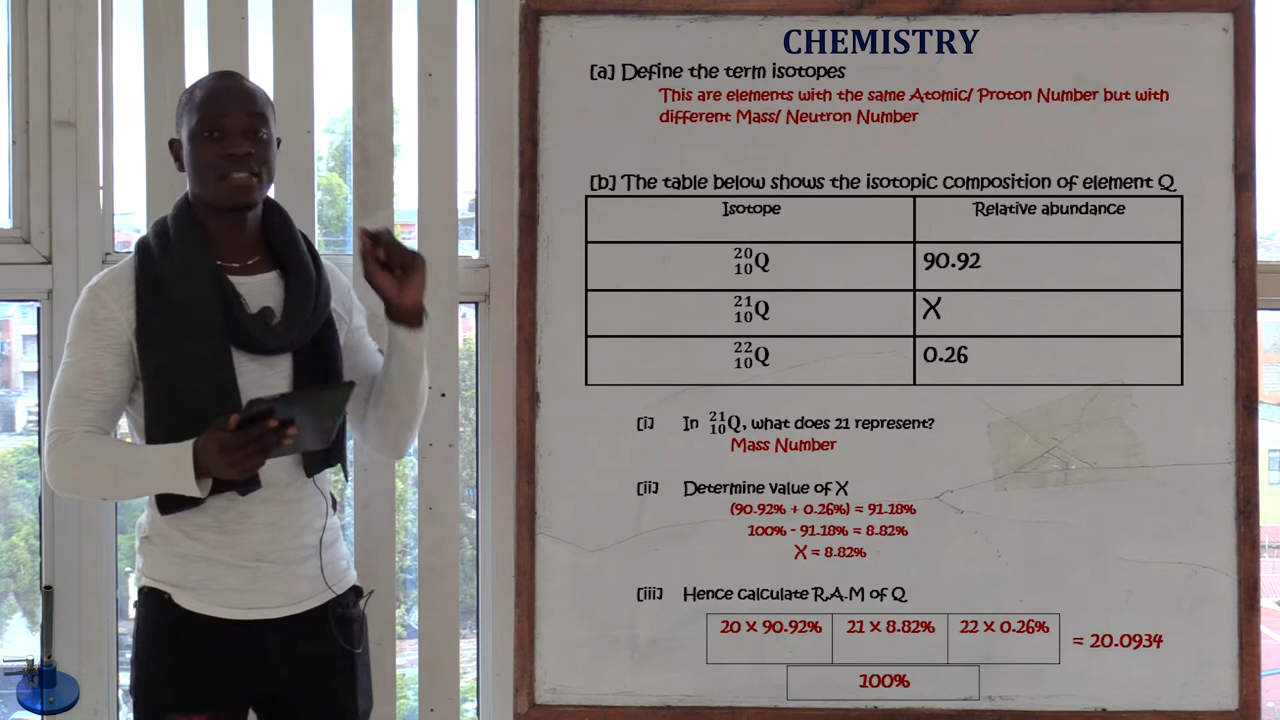 CHEMISTRY
[a] Define the term isotopes
This are elements with the same Atomic/ Proton Number but with
different Mass/ Neutron Number
[b] The table below shows the isotopic composition of element Q
Isotope Relative abundance
²⁰₁₀Q 90.92
²¹₁₀Q X
²²₁₀Q 0.26
[i] In ²¹₁₀Q, what does 21 represent?
Mass Number
[ii] Determine value of X
(90.92% + 0.26%) = 91.18%
100% - 91.18% = 8.82%
X = 8.82%
[iii] Hence calculate R.A.M of Q
20 X 90.92% 21 X 8.82% 22 X 0.26% = 20.0934
100%